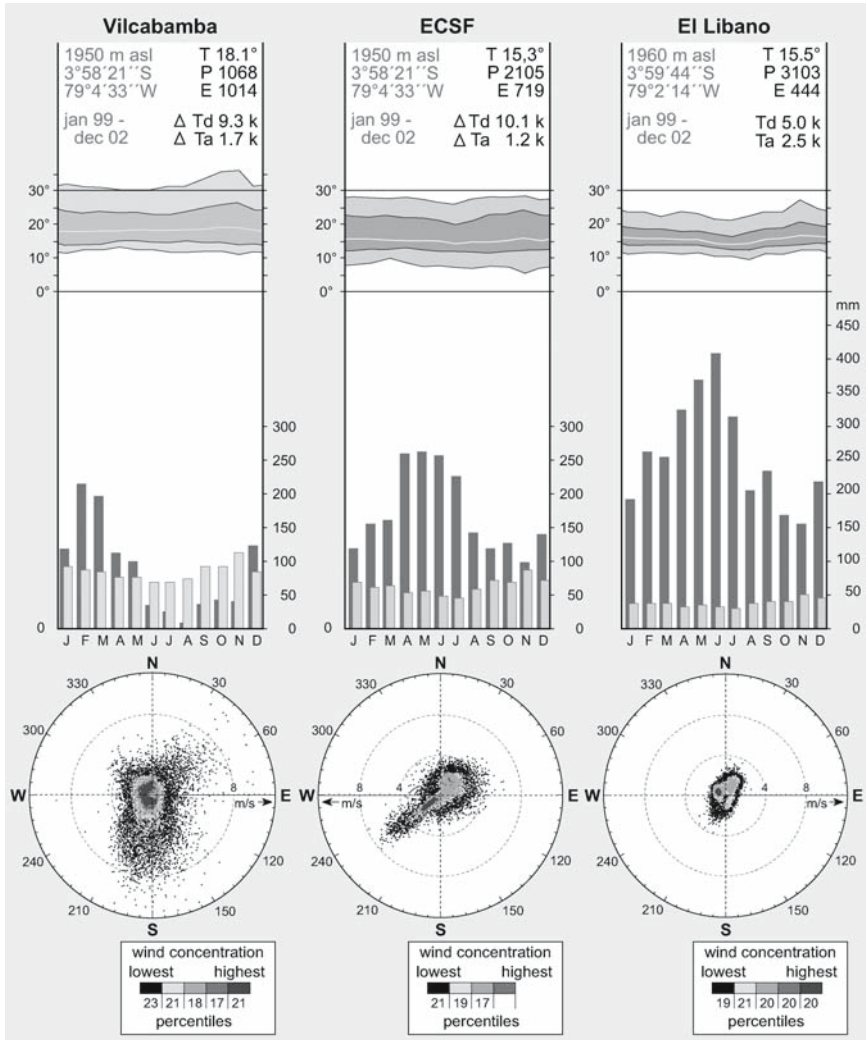 Vilcabamba
1950 m asl T 18.1°
3°58´21´´S P 1068
79°4´33´´W E 1014
jan 99 - Δ Td 9.3 k
dec 02 Δ Ta 1.7 k
30°
20°
10°
0°
300
250
200
150
100
50
0 0
J F M A M J J A S O N D
ECSF
1950 m asl T 15,3°
3°58´21´´S P 2105
79°4´33´´W E 719
jan 99 - Δ Td 10.1 k
dec 02 Δ Ta 1.2 k
30°
20°
10°
0°
300
250
200
150
100
50
0 0
J F M A M J J A S O N D
El Libano
1960 m asl T 15.5°
3°59´44´´S P 3103
79°2´14´´W E 444
jan 99 - Td 5.0 k
dec 02 Ta 2.5 k
30°
20°
10°
0°
mm
450
400
350
300
250
200
150
100
50
0 0
J F M A M J J A S O N D
N
330 30
300 60
W 4 8 E
m/s
240 120
210 150
S
wind concentration
lowest highest
23 21 18 17 21
percentiles
N
330 30
300 60
W 8 4 E
m/s
240 120
210 150
S
wind concentration
lowest highest
21 19 17
percentiles
N
330 30
300 60
W 4 8 E
m/s
240 120
210 150
S
wind concentration
lowest highest
19 21 20 20 20
percentiles